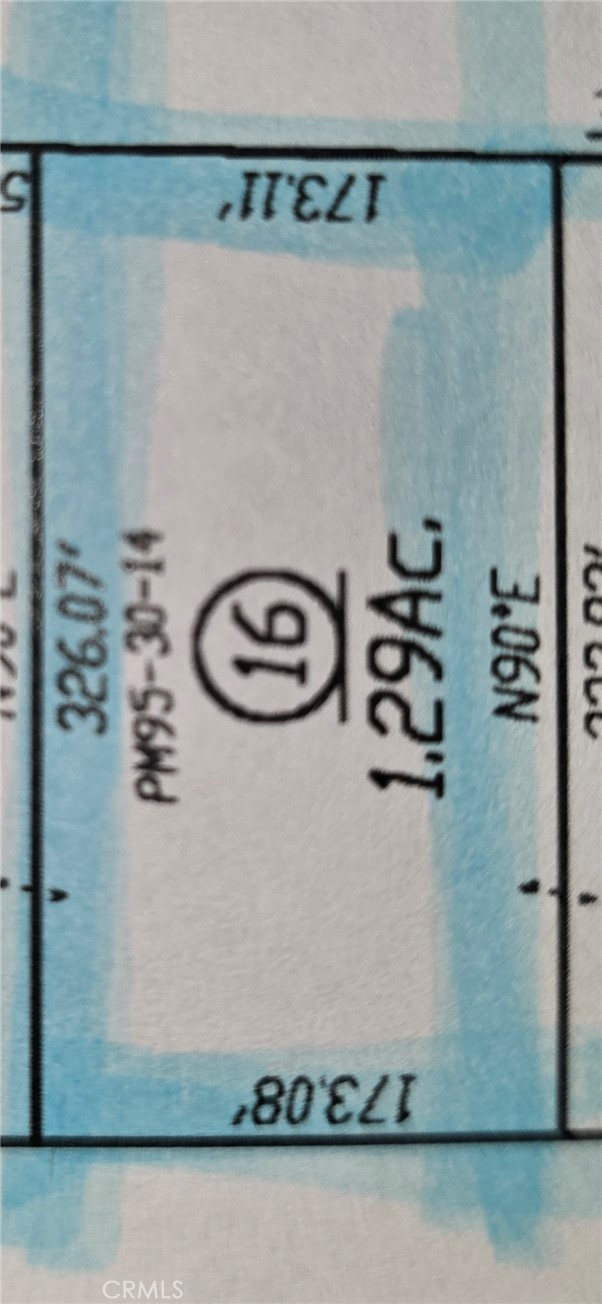 173.11'
326.07'
PM95-30-14
16
1.29AC.
N90°E
173.08'
CRMLS